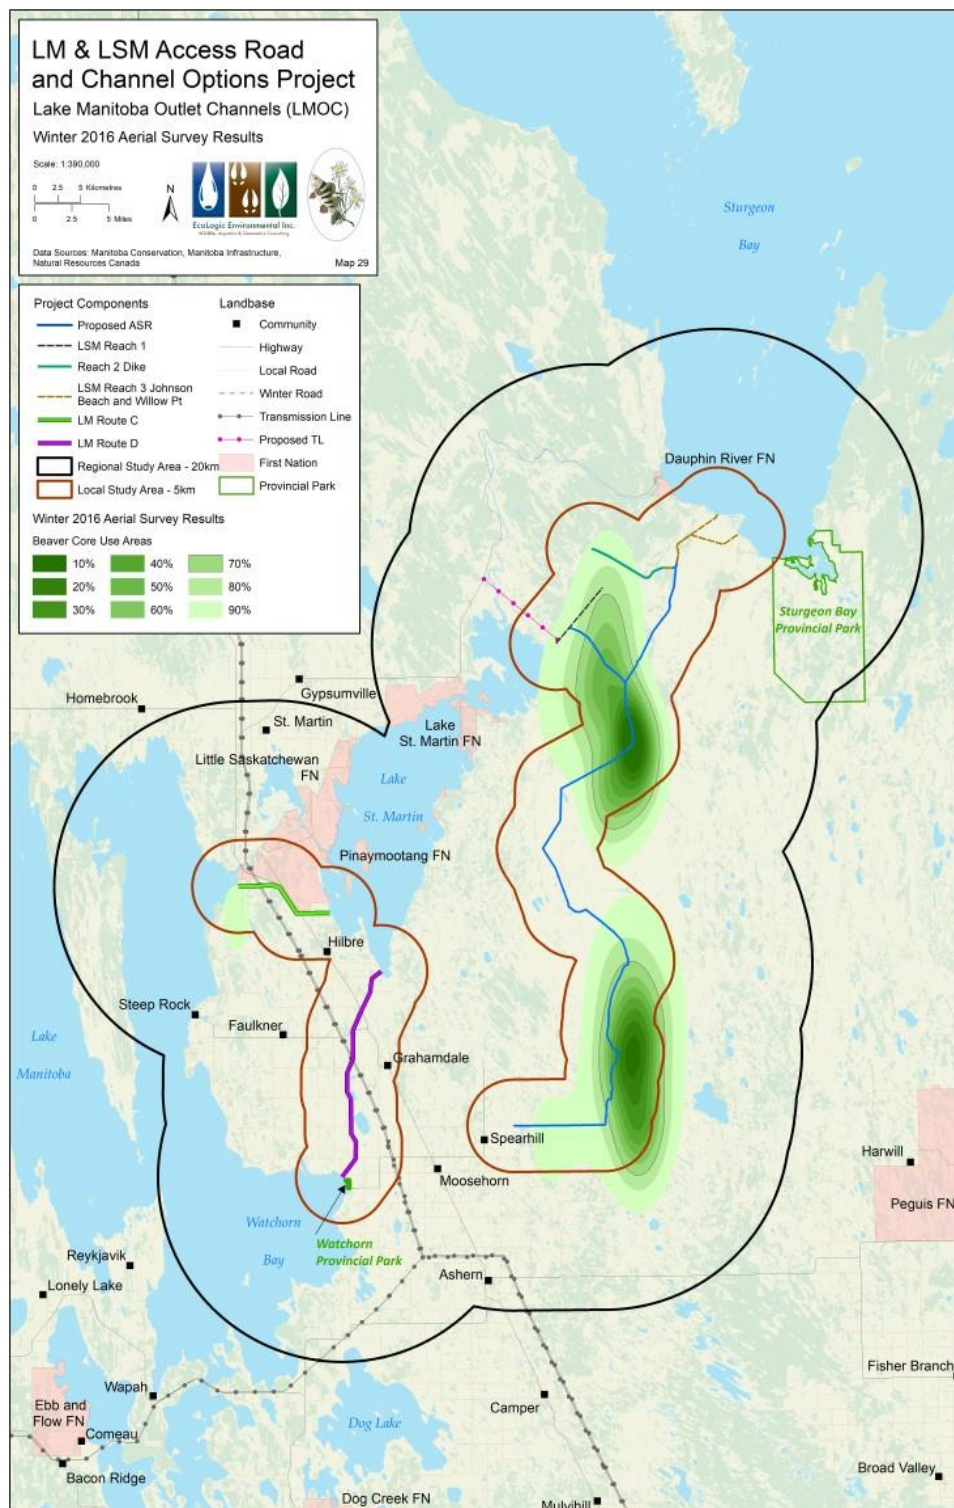 LM & LSM Access Road
and Channel Options Project
Lake Manitoba Outlet Channels (LMOC)
Winter 2016 Aerial Survey Results
Scale: 1:390,000
0 2.5 5 Kilometres
0 2.5 5 Miles
N
EcoLogic Environmental Inc.
Data Sources: Manitoba Conservation, Manitoba Infrastructure,
Natural Resources Canada
Map 29
Project Components
Proposed ASR
LSM Reach 1
Reach 2 Dike
LSM Reach 3 Johnson
Beach and Willow Pt
LM Route C
LM Route D
Regional Study Area - 20km
Local Study Area - 5km
Landbase
Community
Highway
Local Road
Winter Road
Transmission Line
Proposed TL
First Nation
Provincial Park
Winter 2016 Aerial Survey Results
Beaver Core Use Areas
10% 40% 70%
20% 50% 80%
30% 60% 90%
Sturgeon
Bay
Dauphin River FN
Sturgeon Bay
Provincial Park
Gypsumville
Homebrook
St. Martin
Lake
St. Martin FN
Little Saskatchewan
FN
Lake
St. Martin
Pinaymootang FN
Hilbre
Steep Rock
Faulkner
Lake
Manitoba
Grahamdale
Spearhill
Moosehorn
Harwill
Peguis FN
Watchorn
Bay
Watchorn
Provincial Park
Reykjavik
Lonely Lake
Ashern
Fisher Branch
Wapah
Ebb and
Flow FN
Comeau
Camper
Dog Lake
Bacon Ridge
Broad Valley
Dog Creek FN
Mulvihill